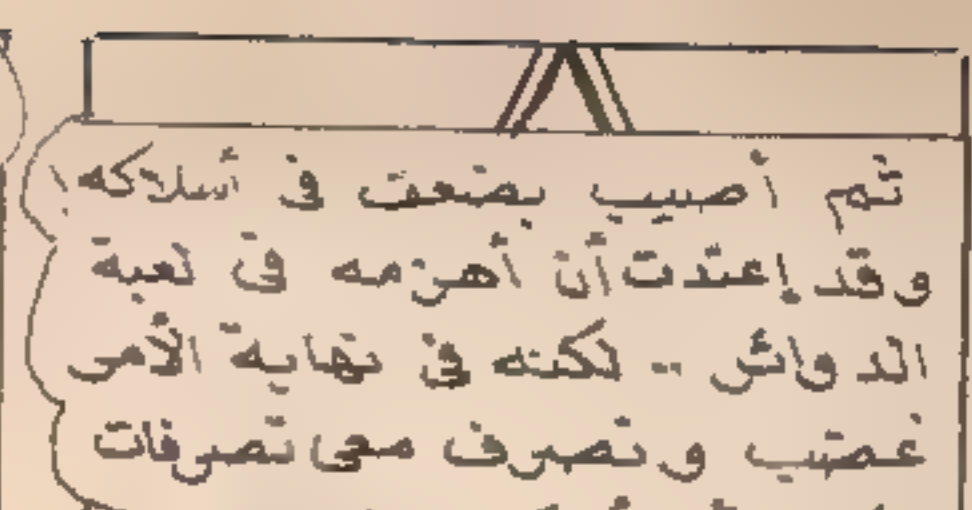 ثم أصيب بضعف فى أسلاكه!
وقد إعتدت أن أهزمه فى لعبة
الدوائر -- لكنه فى نهاية الأمر
غضب وتصرف معى تصرفات